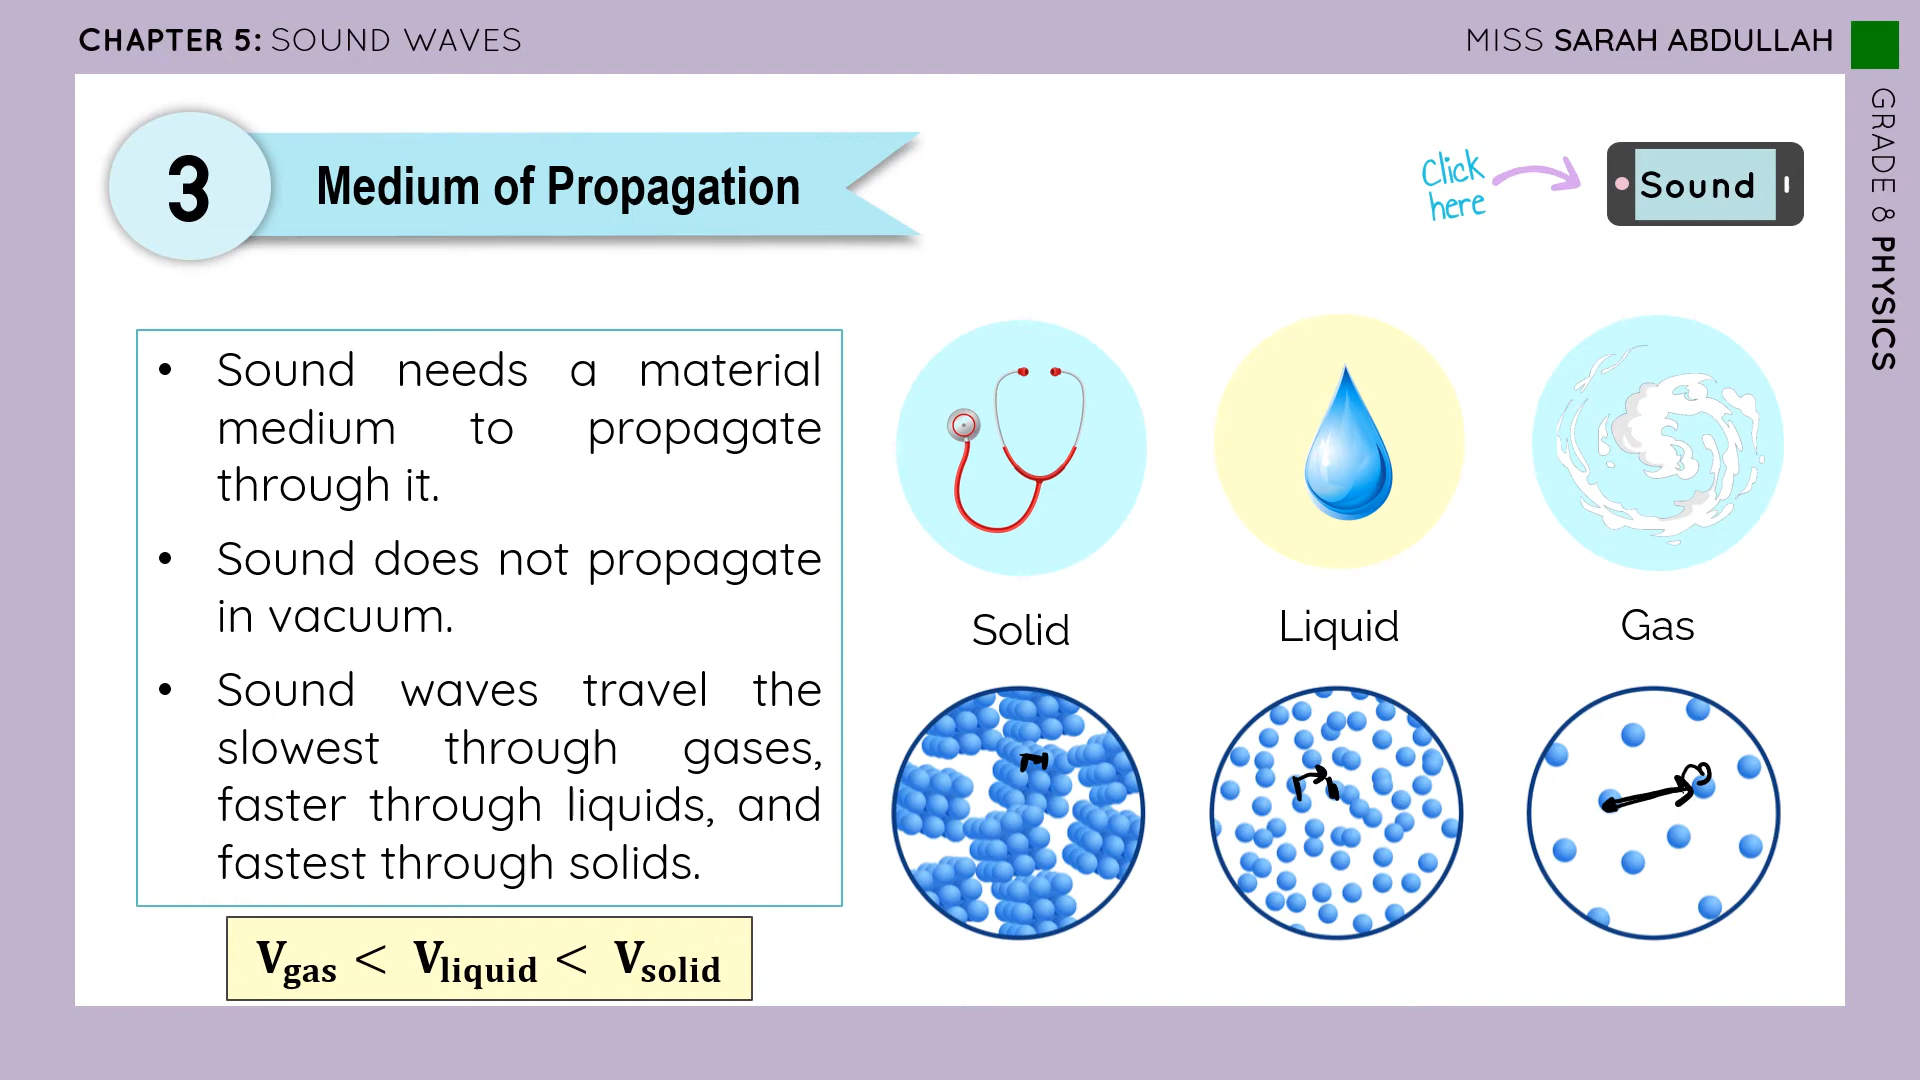 CHAPTER 5: SOUND WAVES
MISS SARAH ABDULLAH
GRADE 8 PHYSICS
3
Medium of Propagation
Click
here
Sound
• Sound needs a material
medium to propagate
through it.
• Sound does not propagate
in vacuum.
• Sound waves travel the
slowest through gases,
faster through liquids, and
fastest through solids.
Vgas < Vliquid < Vsolid
Solid
Liquid
Gas